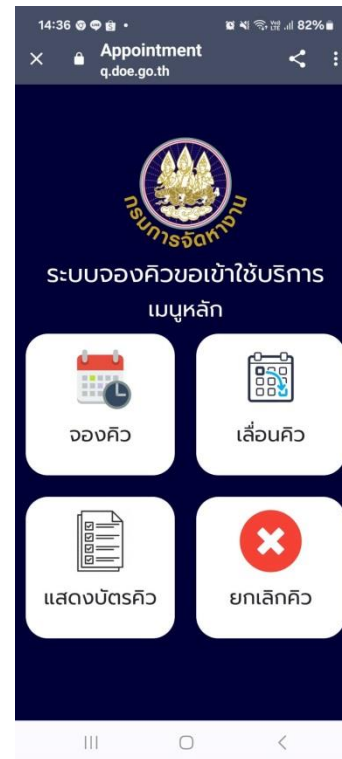 14:36
82%
Appointment
q.doe.go.th
กรมการจัดหางาน
ระบบจองคิวขอเข้าใช้บริการ
เมนูหลัก
จองคิว
เลื่อนคิว
แสดงบัตรคิว
ยกเลิกคิว